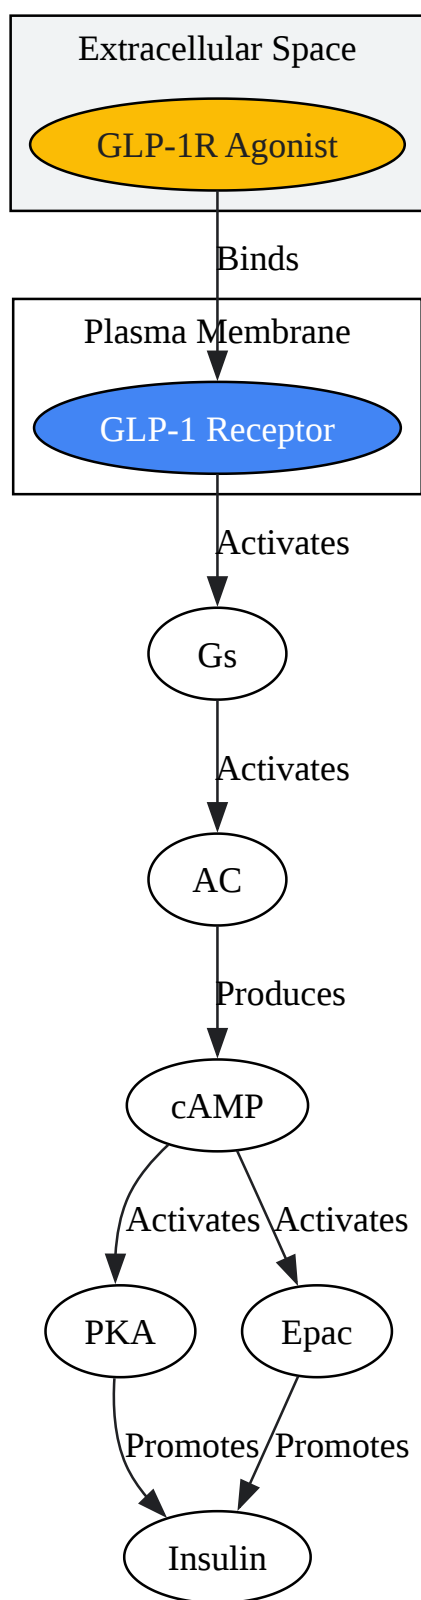 Extracellular Space
GLP-1R Agonist
Binds
Plasma Membrane
GLP-1 Receptor
Activates
Gs
Activates
AC
Produces
cAMP
Activates
Activates
PKA
Epac
Promotes
Promotes
Insulin